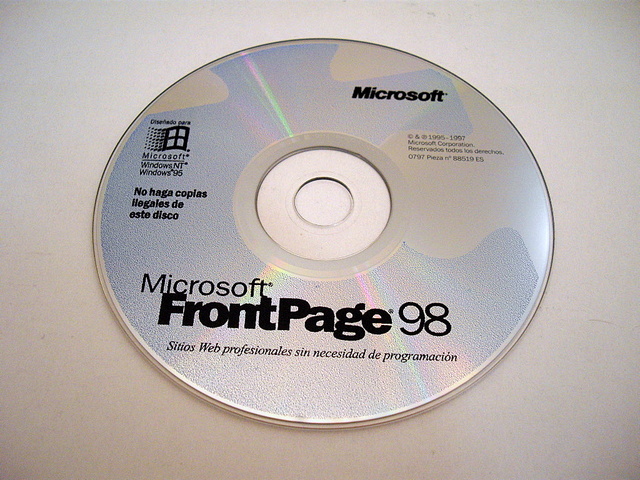 Microsoft
© & ℗ 1995-1997
Microsoft Corporation.
Reservados todos los derechos.
0797 Pieza nº 88519 ES
Diseñado para
Microsoft®
Windows NT®
Windows®95
No haga copias
ilegales de
este disco
Microsoft®
FrontPage® 98
Sitios Web profesionales sin necesidad de programación